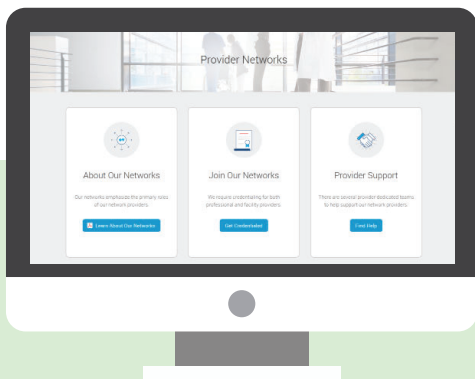 Provider Networks
About Our Networks
Our networks emphasize the primary roles
of our network providers.
Learn About Our Networks
Join Our Networks
We require credentialing for both
professional and facility providers.
Get Credentialed
Provider Support
There are several provider dedicated teams
to help support our network providers.
Find Help